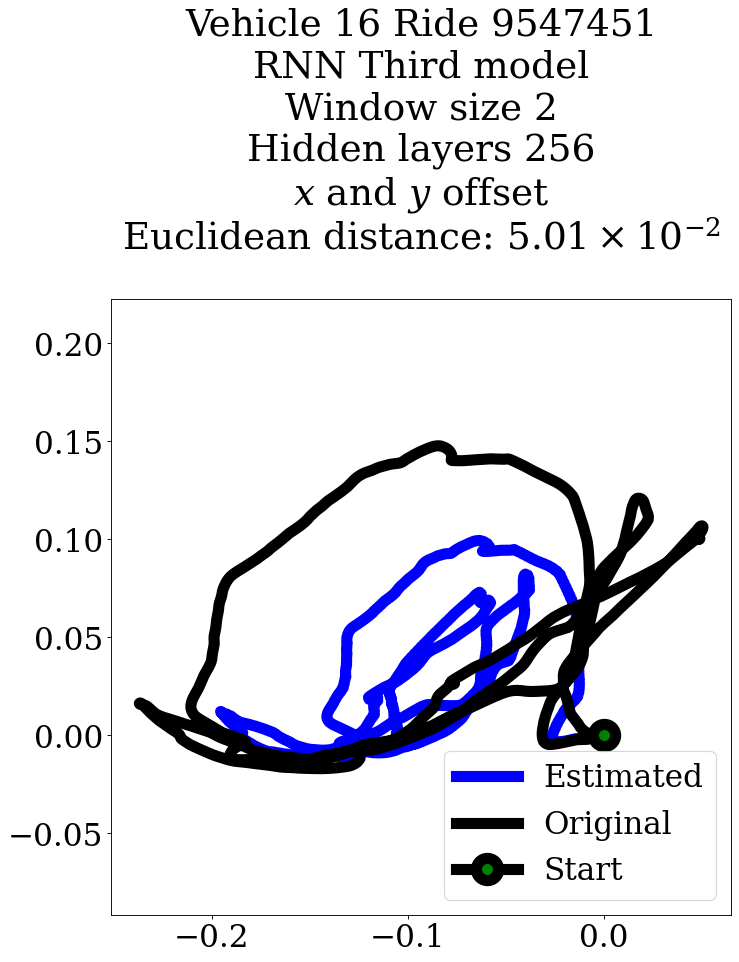 Vehicle 16 Ride 9547451
RNN Third model
Window size 2
Hidden layers 256
x and y offset
Euclidean distance: 5.01 × 10⁻²
0.20
0.15
0.10
0.05
0.00
−0.05
Estimated
Original
Start
−0.2
−0.1
0.0